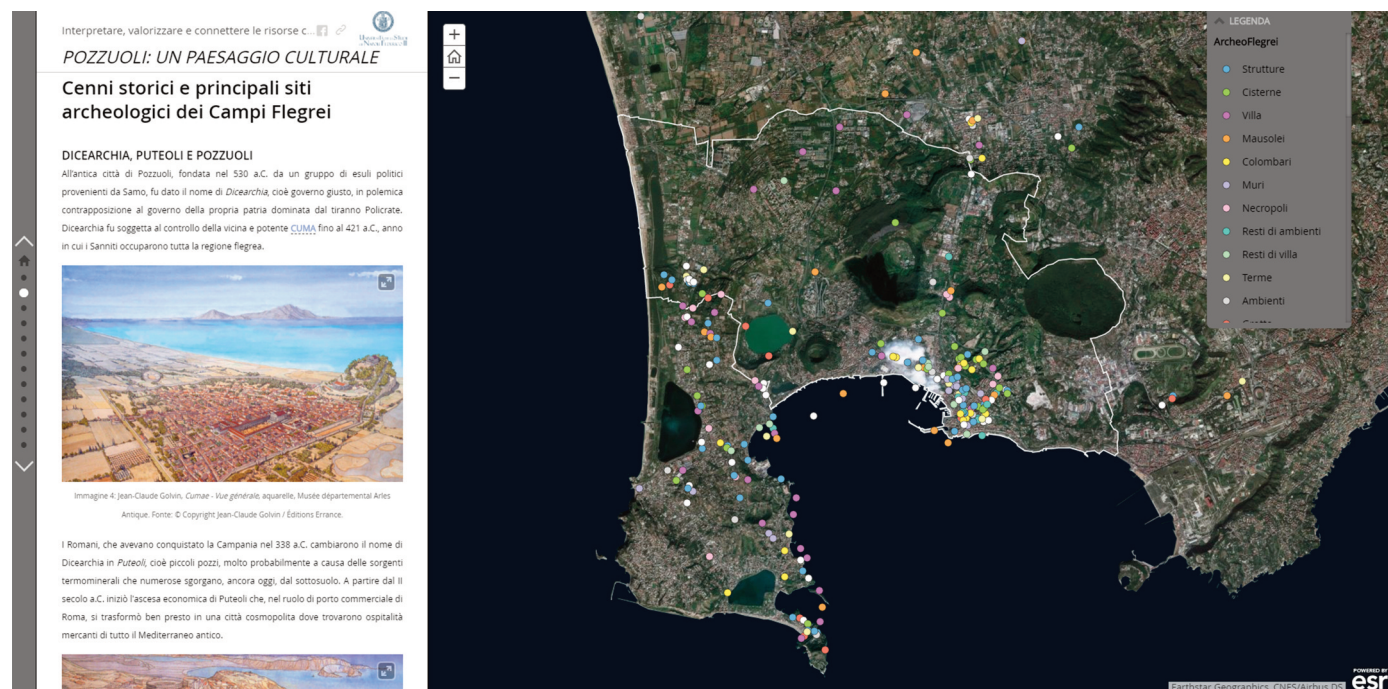 Interpretare, valorizzare e connettere le risorse c...
POZZUOLI: UN PAESAGGIO CULTURALE
Cenni storici e principali siti
archeologici dei Campi Flegrei
DICEARCHIA, PUTEOLI E POZZUOLI
All'antica città di Pozzuoli, fondata nel 530 a.C. da un gruppo di esuli politici
provenienti da Samo, fu dato il nome di Dicearchia, cioè governo giusto, in polemica
contrapposizione al governo della propria patria dominata dal tiranno Policrate.
Dicearchia fu soggetta al controllo della vicina e potente CUMA fino al 421 a.C., anno
in cui i Sanniti occuparono tutta la regione flegrea.
Immagine 4: Jean-Claude Golvin, Cumae - Vue générale, aquarelle, Musée départemental Arles
Antique. Fonte: © Copyright Jean-Claude Golvin / Éditions Errance.
I Romani, che avevano conquistato la Campania nel 338 a.C. cambiarono il nome di
Dicearchia in Puteoli, cioè piccoli pozzi, molto probabilmente a causa delle sorgenti
termominerali che numerose sgorgano, ancora oggi, dal sottosuolo. A partire dal II
secolo a.C. iniziò l'ascesa economica di Puteoli che, nel ruolo di porto commerciale di
Roma, si trasformò ben presto in una città cosmopolita dove trovarono ospitalità
mercanti di tutto il Mediterraneo antico.
+
−
LEGENDA
ArcheoFlegrei
Strutture
Cisterne
Villa
Mausolei
Colombari
Muri
Necropoli
Resti di ambienti
Resti di villa
Terme
Ambienti
POWERED BY
esri
Earthstar Geographics, CNES/Airbus DS